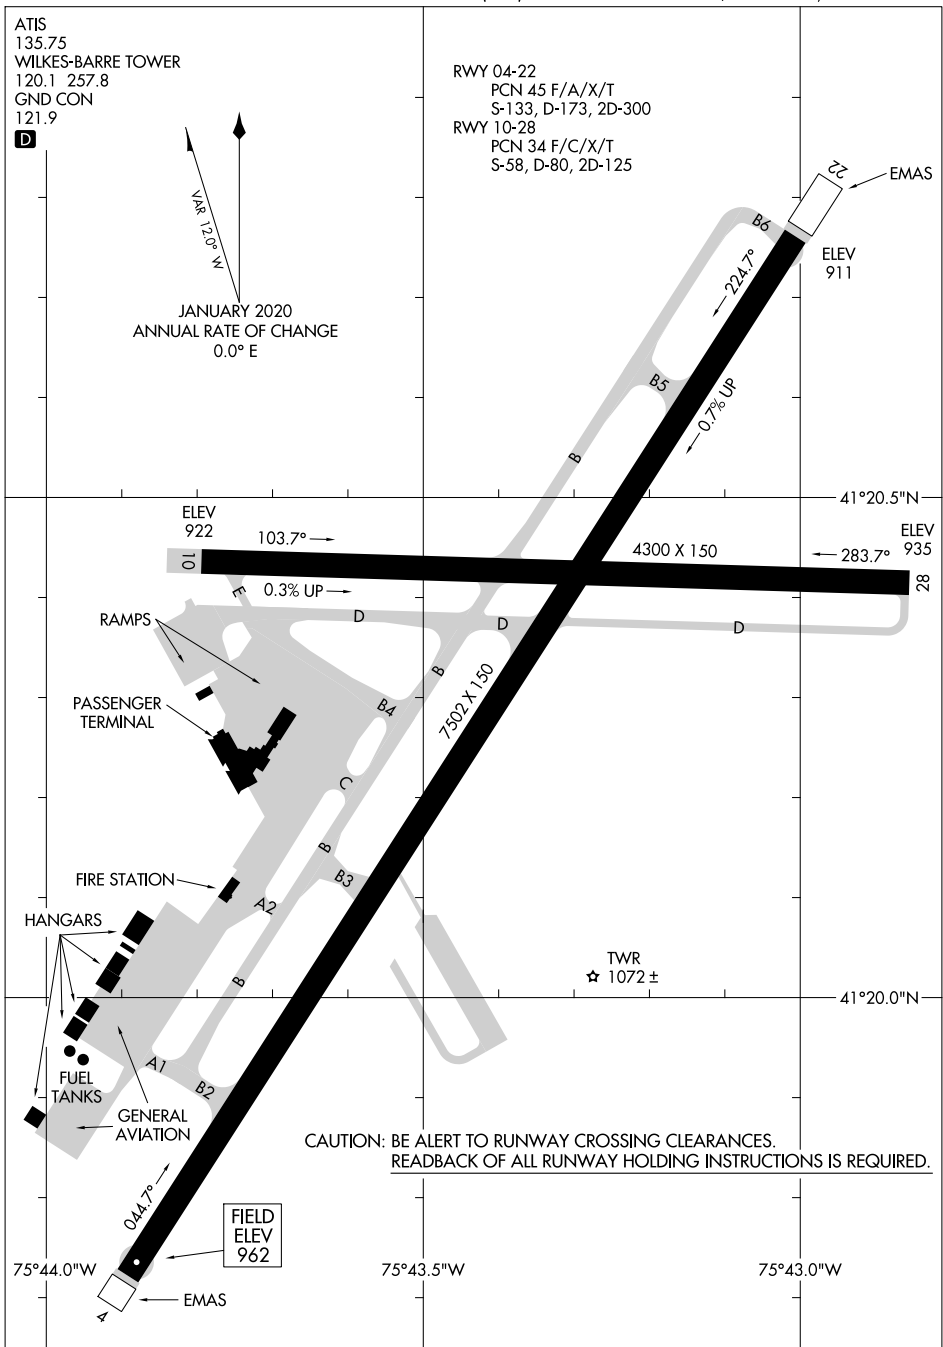 ATIS
135.75
WILKES-BARRE TOWER
120.1 257.8
GND CON
121.9
D
RWY 04-22
PCN 45 F/A/X/T
S-133, D-173, 2D-300
RWY 10-28
PCN 34 F/C/X/T
S-58, D-80, 2D-125
VAR 12.0° W
JANUARY 2020
ANNUAL RATE OF CHANGE
0.0° E
22
EMAS
B6
ELEV
911
224.7°
B5
0.7% UP
B
41°20.5"N
ELEV
922
103.7°
4300 X 150
ELEV
935
283.7°
10
28
E
0.3% UP
D
D
D
RAMPS
B
7502 X 150
PASSENGER
TERMINAL
B4
C
B
B3
FIRE STATION
A2
HANGARS
B
TWR
1072 ±
41°20.0"N
A1
B2
FUEL
TANKS
GENERAL
AVIATION
CAUTION: BE ALERT TO RUNWAY CROSSING CLEARANCES.
READBACK OF ALL RUNWAY HOLDING INSTRUCTIONS IS REQUIRED.
044.7°
FIELD
ELEV
962
75°44.0"W
75°43.5"W
75°43.0"W
EMAS
4